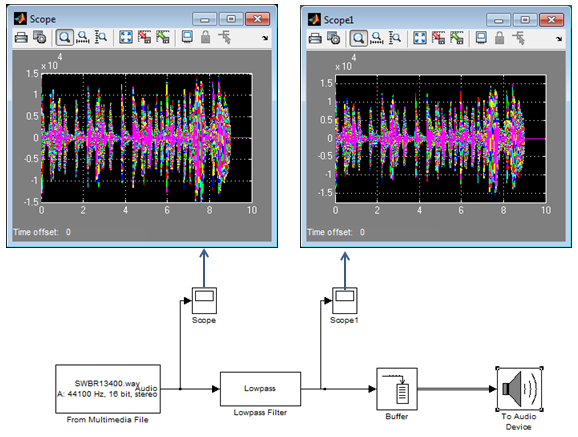 Scope
Scope1
x 10^4
1.5
1
0.5
0
-0.5
-1
-1.5
0 2 4 6 8 10
Time offset: 0
x 10^4
1.5
1
0.5
0
-0.5
-1
-1.5
0 2 4 6 8 10
Time offset: 0
Scope
Scope1
SWBR13400.wav
A: 44100 Hz, 16 bit, stereo
Audio
From Multimedia File
Lowpass
Lowpass Filter
Buffer
To Audio
Device